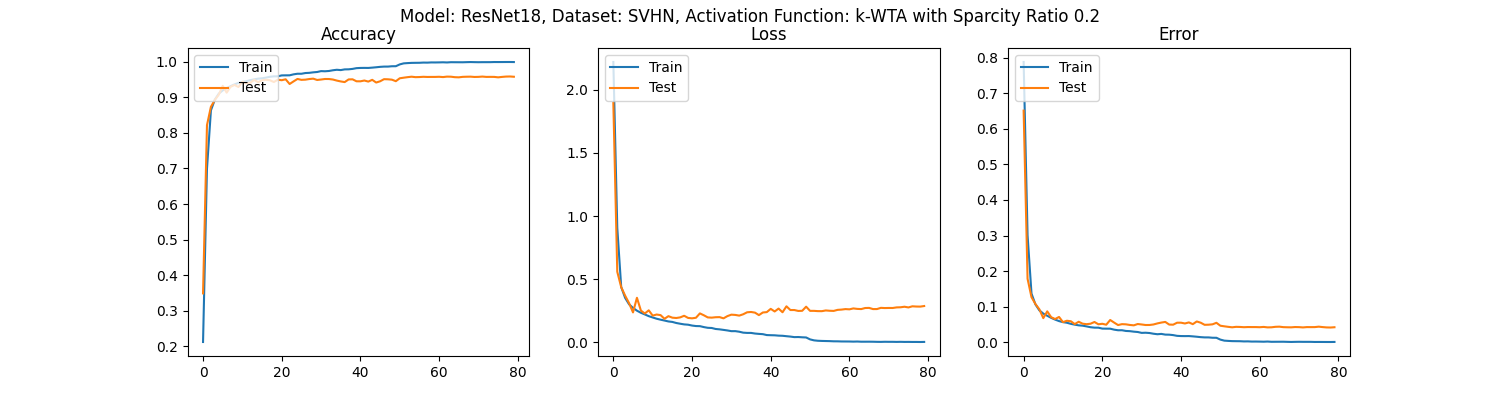 Model: ResNet18, Dataset: SVHN, Activation Function: k-WTA with Sparcity Ratio 0.2
Accuracy
Train
Test
1.0
0.9
0.8
0.7
0.6
0.5
0.4
0.3
0.2
0 20 40 60 80
Loss
Train
Test
2.0
1.5
1.0
0.5
0.0
0 20 40 60 80
Error
Train
Test
0.8
0.7
0.6
0.5
0.4
0.3
0.2
0.1
0.0
0 20 40 60 80